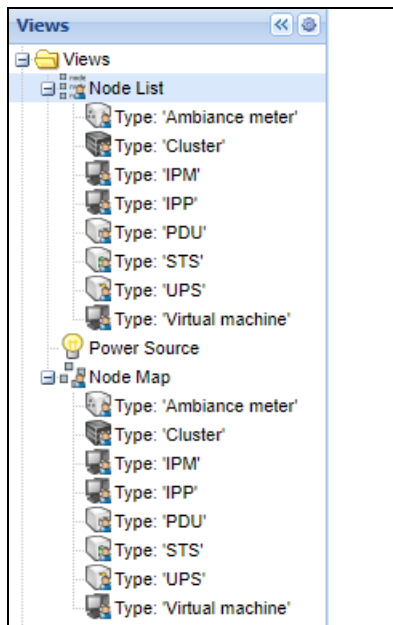 Views
Views
Node List
Type: 'Ambiance meter'
Type: 'Cluster'
Type: 'IPM'
Type: 'IPP'
Type: 'PDU'
Type: 'STS'
Type: 'UPS'
Type: 'Virtual machine'
Power Source
Node Map
Type: 'Ambiance meter'
Type: 'Cluster'
Type: 'IPM'
Type: 'IPP'
Type: 'PDU'
Type: 'STS'
Type: 'UPS'
Type: 'Virtual machine'